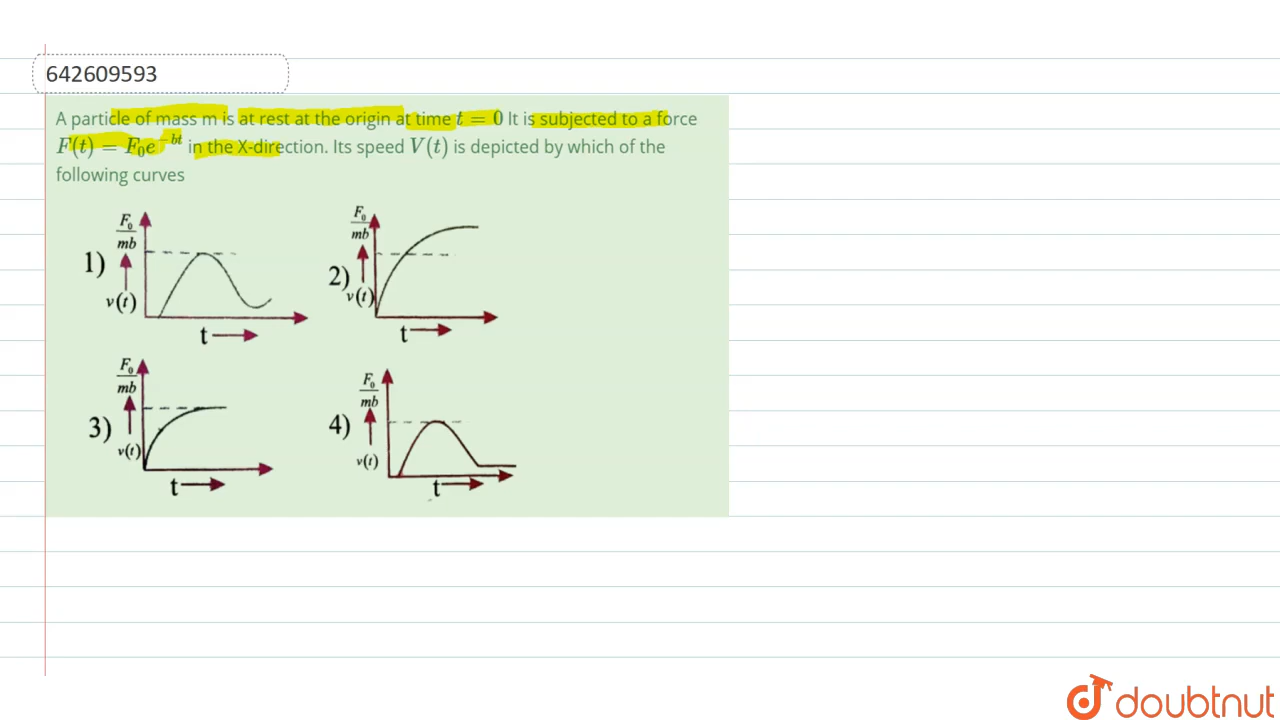 642609593
A particle of mass m is at rest at the origin at time t = 0 It is subjected to a force
F(t) = F₀e^{-bt} in the X-direction. Its speed V(t) is depicted by which of the
following curves
F₀
mb
1)
v(t)
t
F₀
mb
2)
v(t)
t
F₀
mb
3)
v(t)
t
F₀
mb
4)
v(t)
t
doubtnut